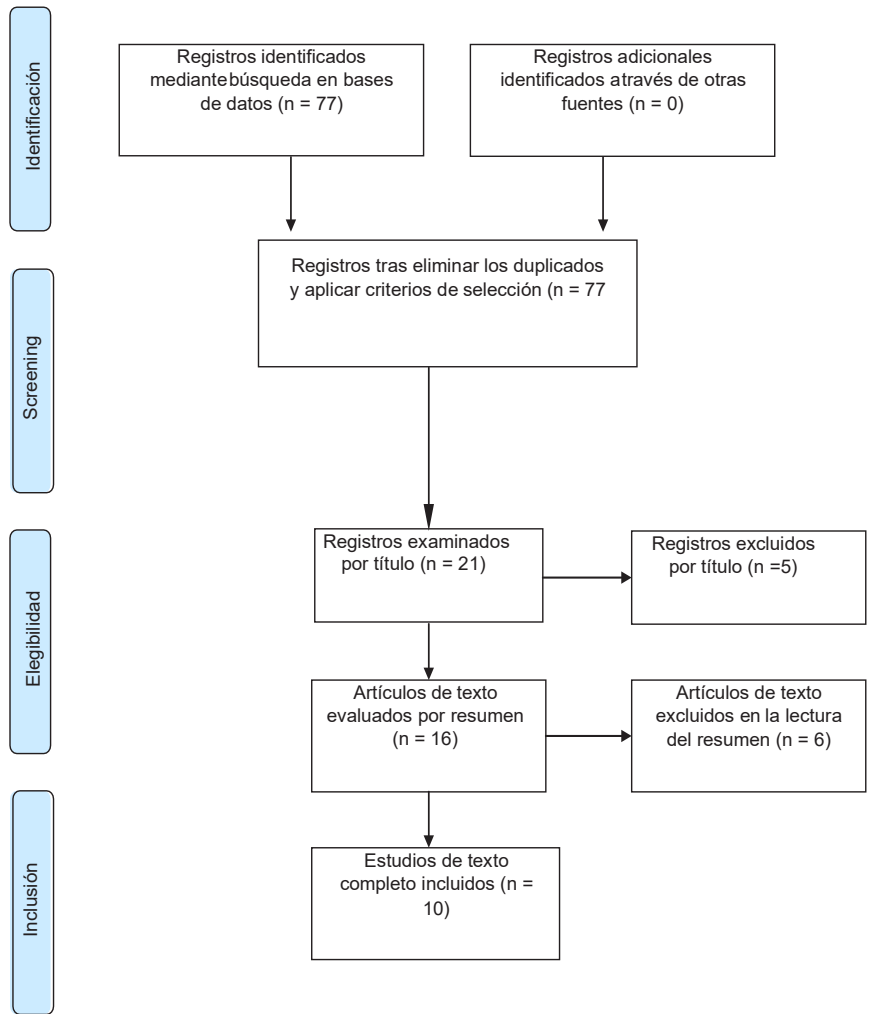 Identificación
Registros identificados
mediante búsqueda en bases
de datos (n = 77)
Registros adicionales
identificados a través de otras
fuentes (n = 0)
Screening
Registros tras eliminar los duplicados
y aplicar criterios de selección (n = 77
Elegibilidad
Registros examinados
por título (n = 21)
Registros excluidos
por título (n =5)
Artículos de texto
evaluados por resumen
(n = 16)
Artículos de texto
excluidos en la lectura
del resumen (n = 6)
Inclusión
Estudios de texto
completo incluidos (n =
10)